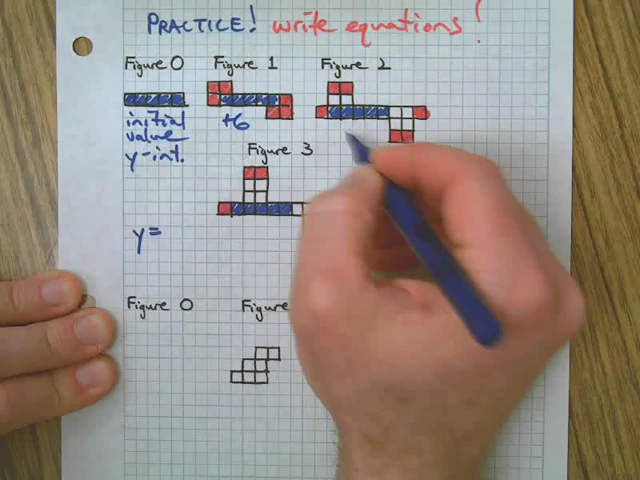 PRACTICE! write equations!
Figure 0 Figure 1 Figure 2
initial +6
value
y-int.
Figure 3
y=
Figure 0 Figure